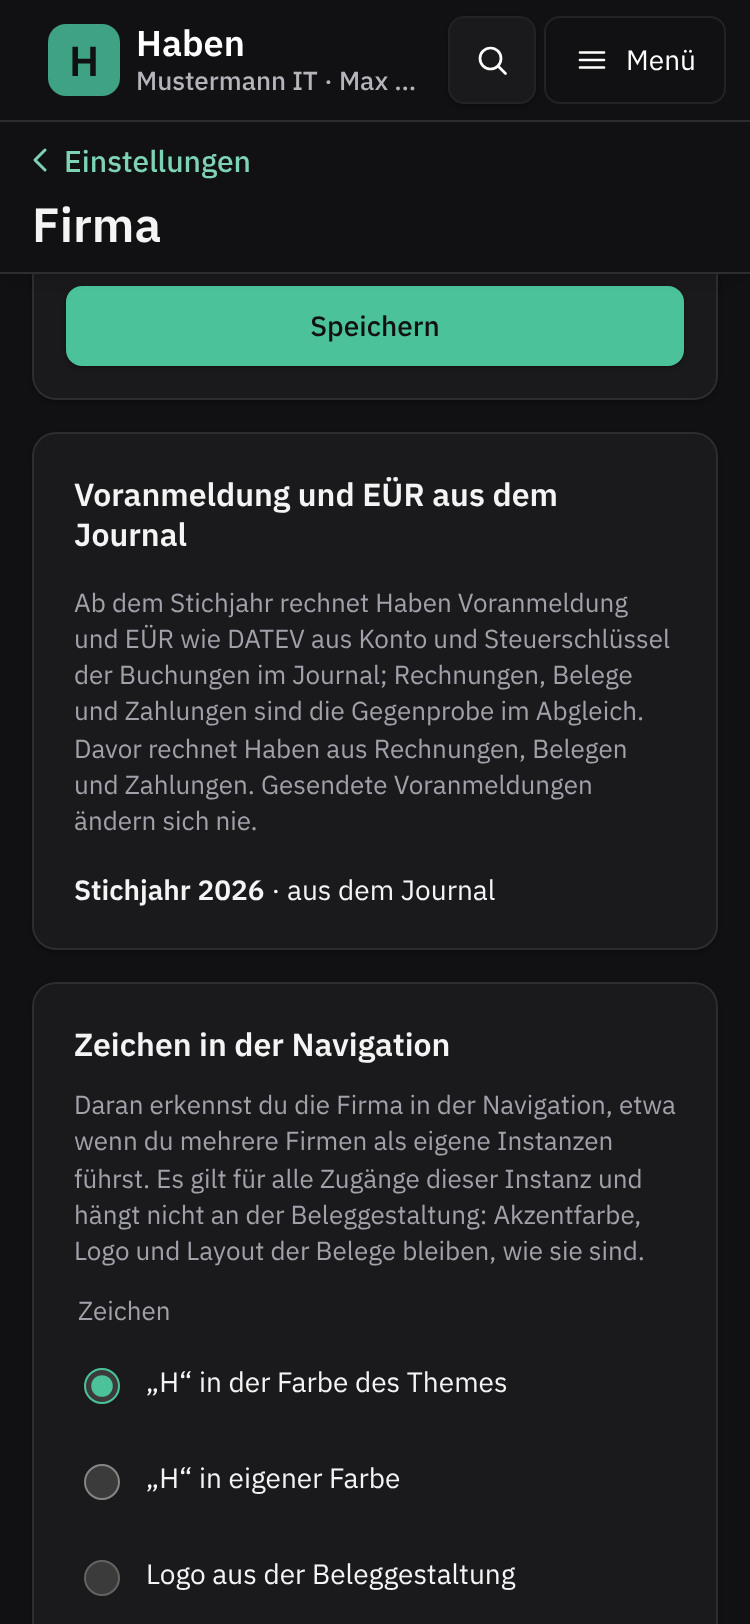 H
Haben
Mustermann IT · Max ...
Menü
Einstellungen
Firma
Speichern
Voranmeldung und EÜR aus dem
Journal
Ab dem Stichjahr rechnet Haben Voranmeldung
und EÜR wie DATEV aus Konto und Steuerschlüssel
der Buchungen im Journal; Rechnungen, Belege
und Zahlungen sind die Gegenprobe im Abgleich.
Davor rechnet Haben aus Rechnungen, Belegen
und Zahlungen. Gesendete Voranmeldungen
ändern sich nie.
Stichjahr 2026 · aus dem Journal
Zeichen in der Navigation
Daran erkennst du die Firma in der Navigation, etwa
wenn du mehrere Firmen als eigene Instanzen
führst. Es gilt für alle Zugänge dieser Instanz und
hängt nicht an der Beleggestaltung: Akzentfarbe,
Logo und Layout der Belege bleiben, wie sie sind.
Zeichen
„H“ in der Farbe des Themes
„H“ in eigener Farbe
Logo aus der Beleggestaltung